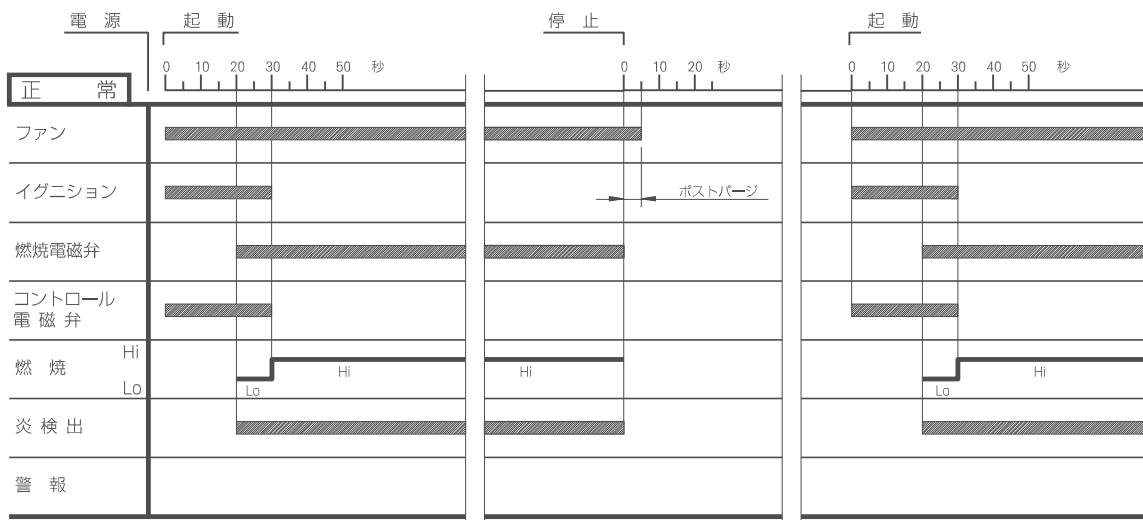 電源 起動 停止 起動
0 10 20 30 40 50 秒 0 10 20 秒 0 10 20 30 40 50 秒
正常
ファン
イグニション ポストパージ
燃焼電磁弁
コントロール
電磁弁
燃焼 Hi
Lo
Hi Hi Hi
Lo Lo
炎検出
警報